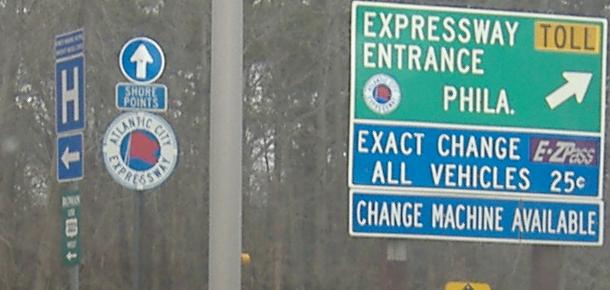 H
SHORE
POINTS
ATLANTIC CITY
EXPRESSWAY
EXPRESSWAY
TOLL
ENTRANCE
PHILA.
EXACT CHANGE E-ZPass
ALL VEHICLES 25¢
CHANGE MACHINE AVAILABLE